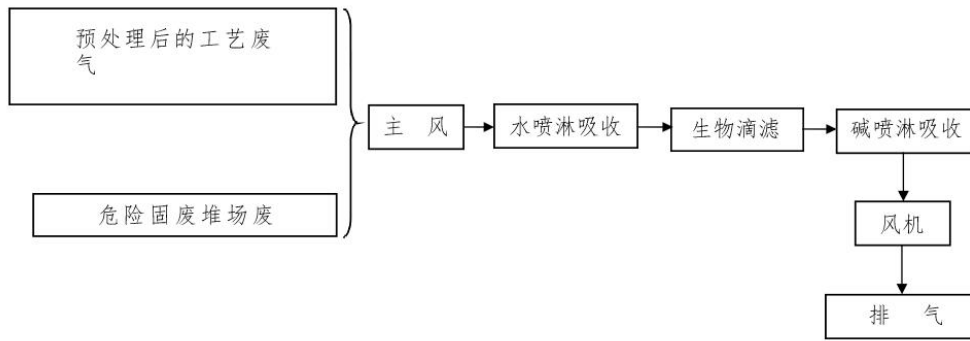 预处理后的工艺废
气
主 风
水喷淋吸收
生物滴滤
碱喷淋吸收
危险固废堆场废
风机
排 气